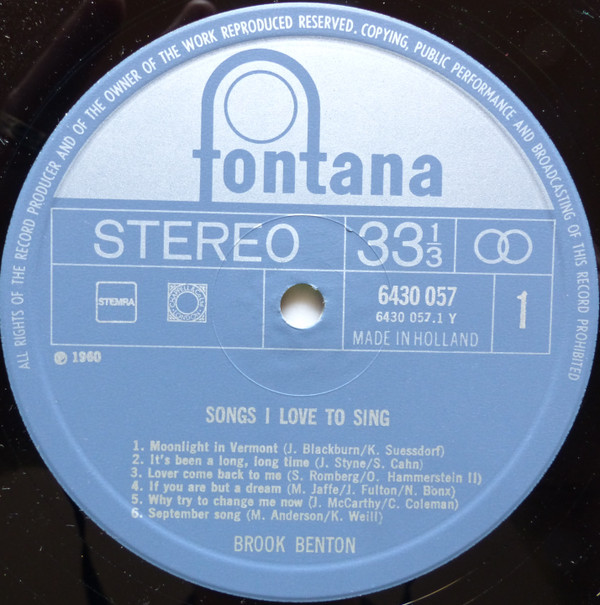 ALL RIGHTS OF THE RECORD PRODUCER AND OF THE OWNER OF THE WORK REPRODUCED RESERVED. COPYING, PUBLIC PERFORMANCE AND BROADCASTING OF THIS RECORD PROHIBITED
fontana
STEREO 33 1/3
STEMRA 6430 057 1
6430 057.1 Y
MADE IN HOLLAND
℗ 1960
SONGS I LOVE TO SING
1. Moonlight in Vermont (J. Blackburn/K. Suessdorf)
2. It's been a long, long time (J. Styne/S. Cahn)
3. Lover come back to me (S. Romberg/O. Hammerstein II)
4. If you are but a dream (M. Jaffe/J. Fulton/N. Bonx)
5. Why try to change me now (J. McCarthy/C. Coleman)
6. September song (M. Anderson/K. Weill)
BROOK BENTON